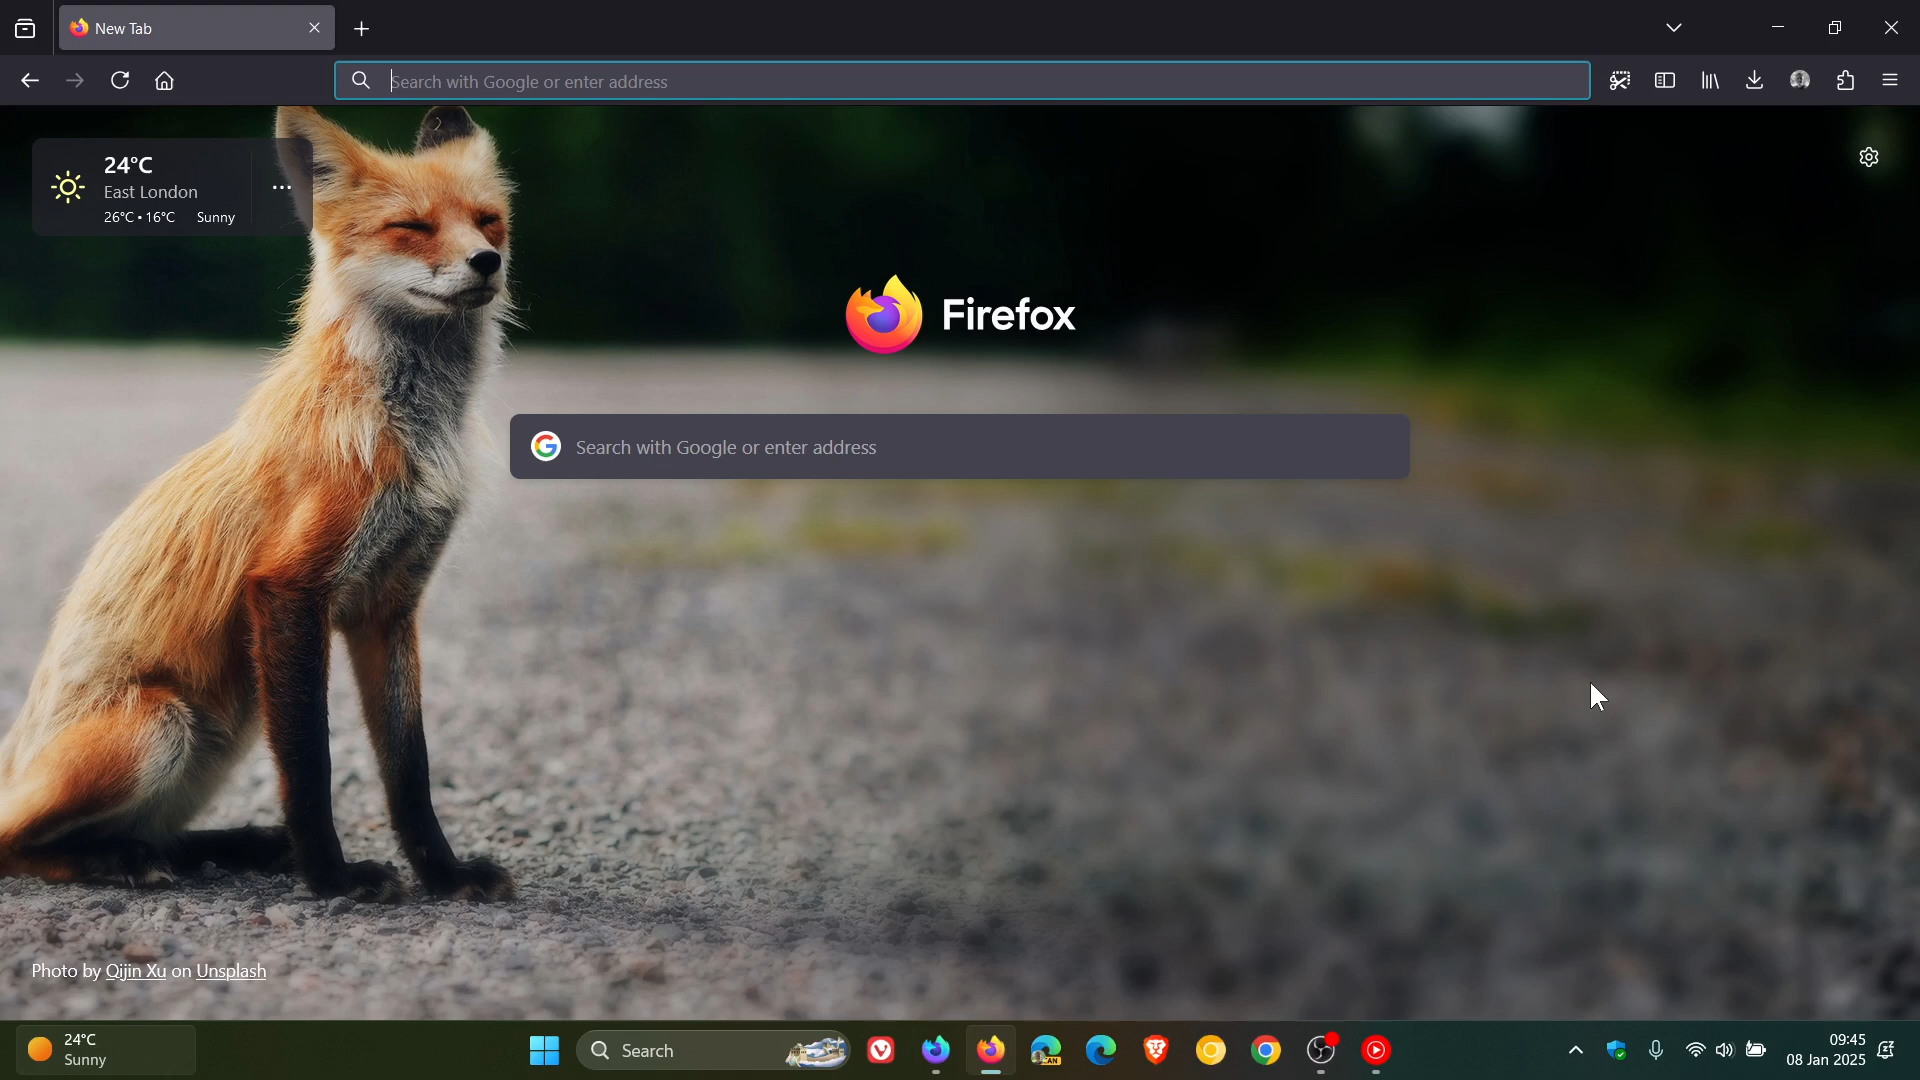 New Tab
Search with Google or enter address
24°C
East London
26°C • 16°C Sunny
Firefox
Search with Google or enter address
Photo by Qijin Xu on Unsplash
24°C
Sunny
Search
CAN
09:45
08 Jan 2025